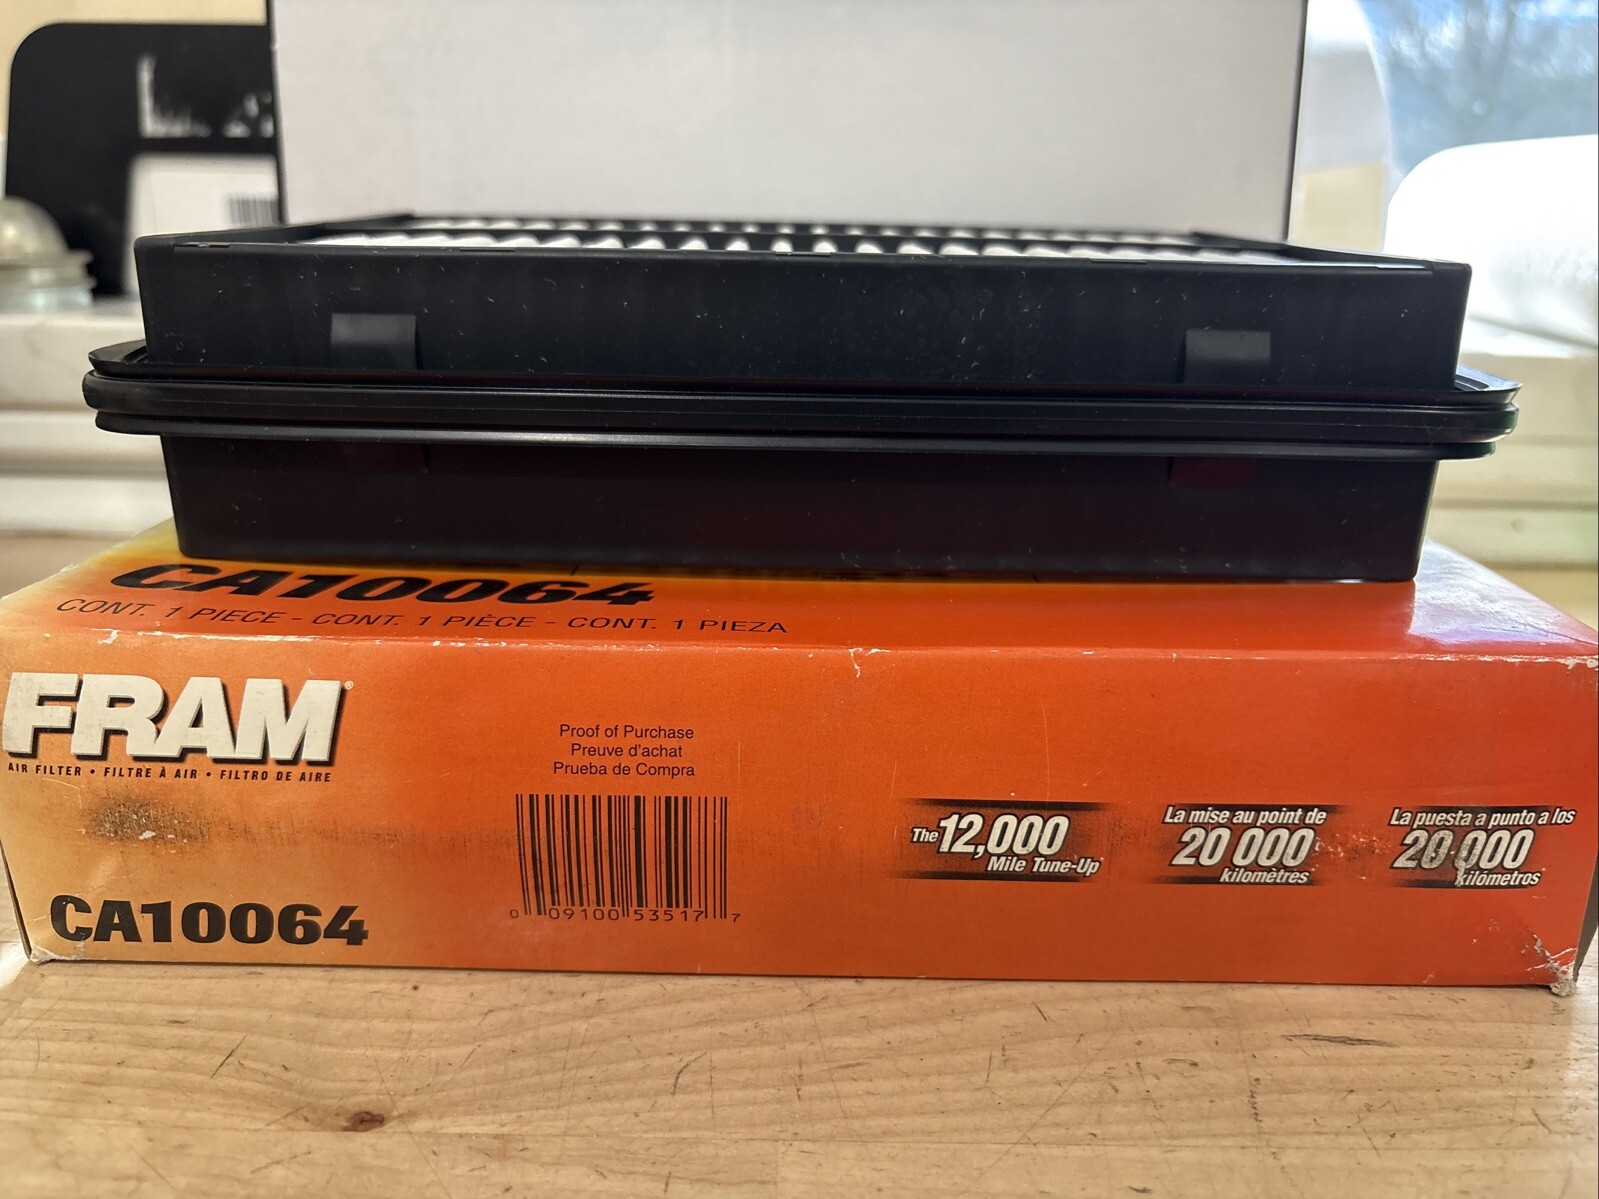 CA10064
CONT. 1 PIECE - CONT. 1 PIÈCE - CONT. 1 PIEZA
FRAM®
AIR FILTER • FILTRE À AIR • FILTRO DE AIRE
Proof of Purchase
Preuve d'achat
Prueba de Compra
0 09100 53517 7
CA10064
The 12,000
Mile Tune-Up
La mise au point de
20 000
kilomètres
La puesta a punto a los
20 000
kilómetros